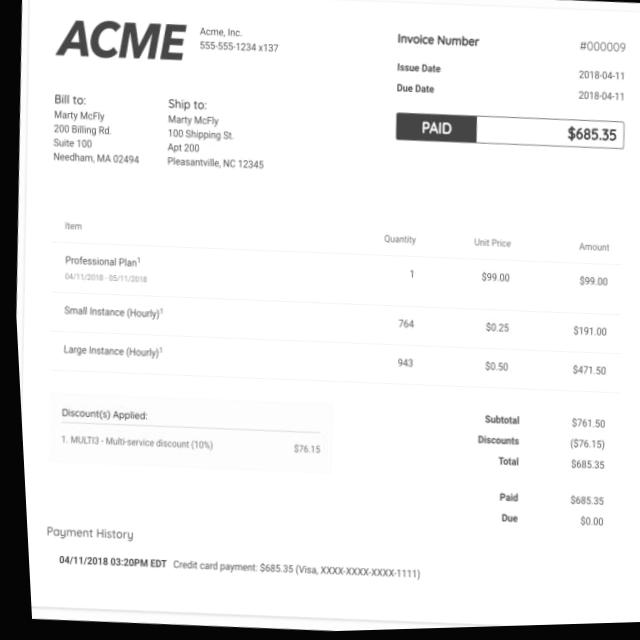 ACME
Acme, Inc.
555-555-1234 x137
Invoice Number #000009
Issue Date 2018-04-11
Due Date 2018-04-11
PAID $685.35
Bill to:
Marty McFly
200 Billing Rd.
Suite 100
Needham, MA 02494
Ship to:
Marty McFly
100 Shipping St.
Apt 200
Pleasantville, NC 12345
Item Quantity Unit Price Amount
Professional Plan¹ 1 $99.00 $99.00
04/11/2018 - 05/11/2018
Small Instance (Hourly)¹ 764 $0.25 $191.00
Large Instance (Hourly)¹ 943 $0.50 $471.50
Discount(s) Applied:
1. MULTI3 - Multi-service discount (10%) $76.15
Subtotal $761.50
Discounts ($76.15)
Total $685.35
Paid $685.35
Due $0.00
Payment History
04/11/2018 03:20PM EDT Credit card payment: $685.35 (Visa, XXXX-XXXX-XXXX-1111)